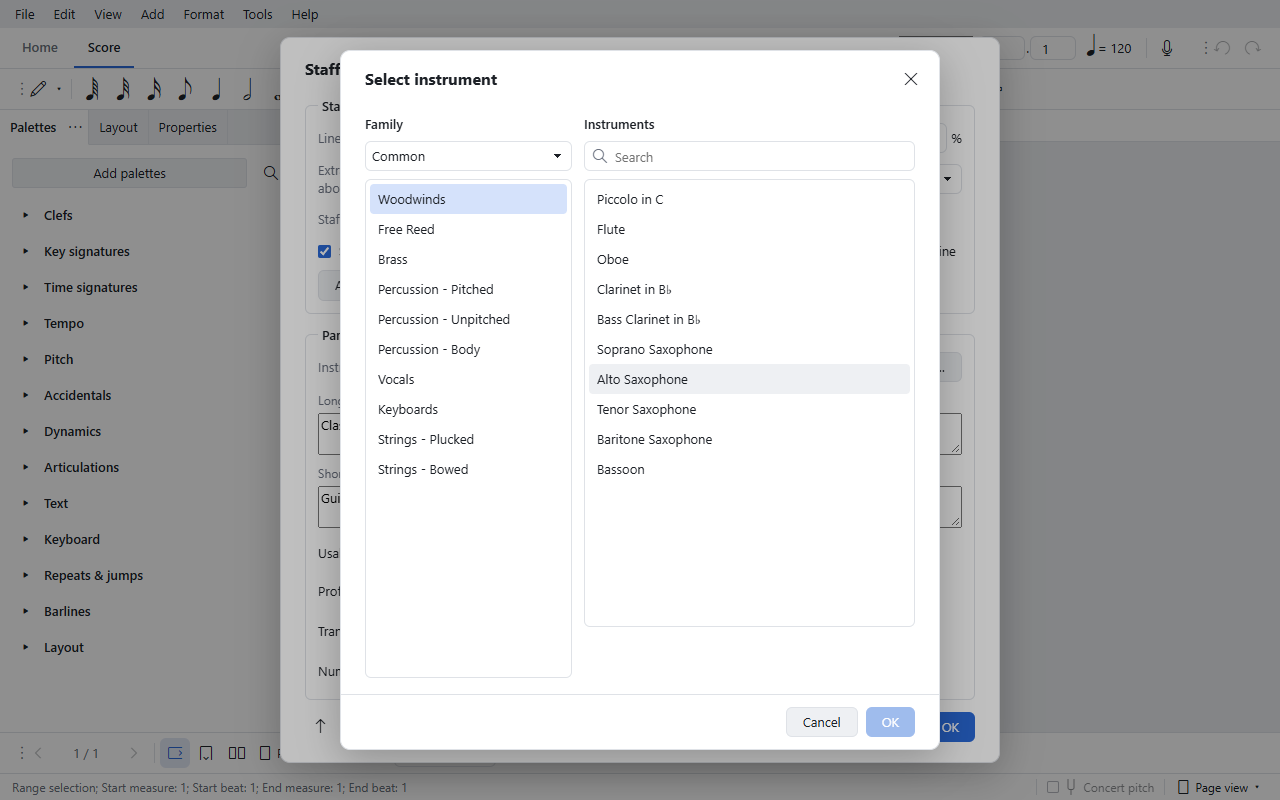 File Edit View Add Format Tools Help
Home Score
. 1 = 120
Palettes ... Layout Properties
Add palettes
Clefs
Key signatures
Time signatures
Tempo
Pitch
Accidentals
Dynamics
Articulations
Text
Keyboard
Repeats & jumps
Barlines
Layout
Staff
%
Select instrument
Family
Common
Woodwinds
Free Reed
Brass
Percussion - Pitched
Percussion - Unpitched
Percussion - Body
Vocals
Keyboards
Strings - Plucked
Strings - Bowed
Instruments
Search
Piccolo in C
Flute
Oboe
Clarinet in B♭
Bass Clarinet in B♭
Soprano Saxophone
Alto Saxophone
Tenor Saxophone
Baritone Saxophone
Bassoon
Cancel OK
OK
1 / 1
Range selection; Start measure: 1; Start beat: 1; End measure: 1; End beat: 1
Concert pitch Page view